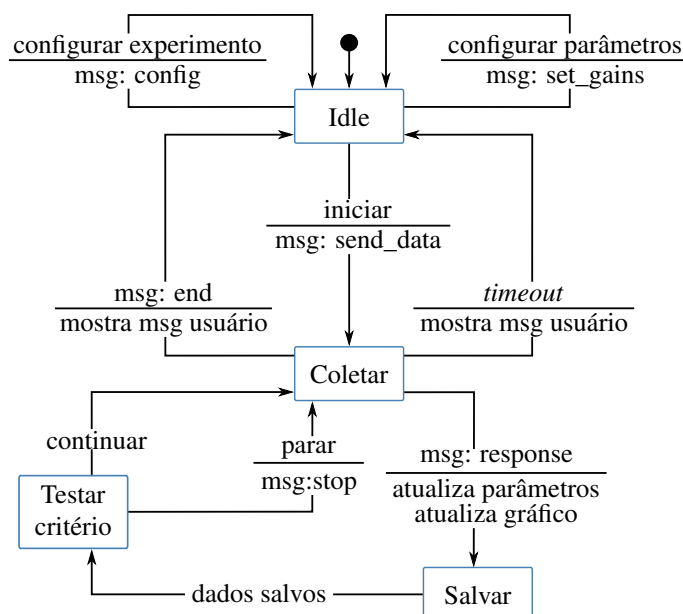 configurar experimento
msg: config
configurar parâmetros
msg: set_gains
Idle
iniciar
msg: send_data
msg: end
mostra msg usuário
timeout
mostra msg usuário
Coletar
continuar
parar
msg:stop
msg: response
atualiza parâmetros
atualiza gráfico
Testar
critério
dados salvos
Salvar